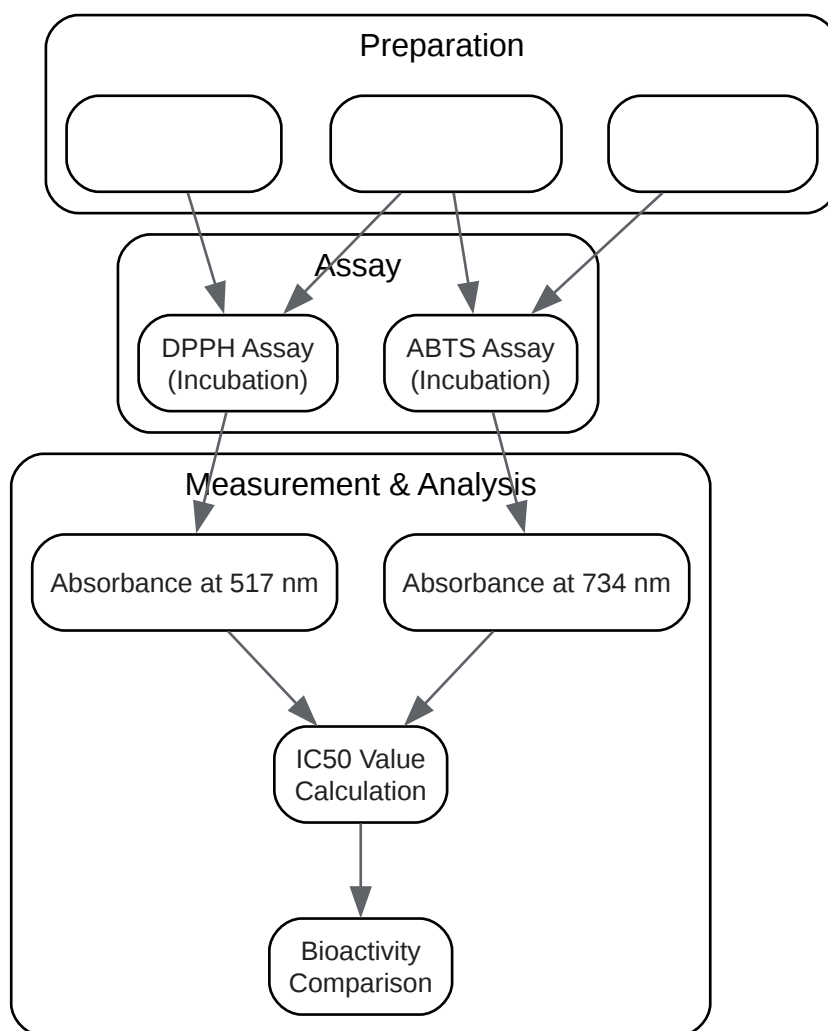 Preparation
Assay
DPPH Assay
(Incubation)
ABTS Assay
(Incubation)
Measurement & Analysis
Absorbance at 517 nm
Absorbance at 734 nm
IC50 Value
Calculation
Bioactivity
Comparison